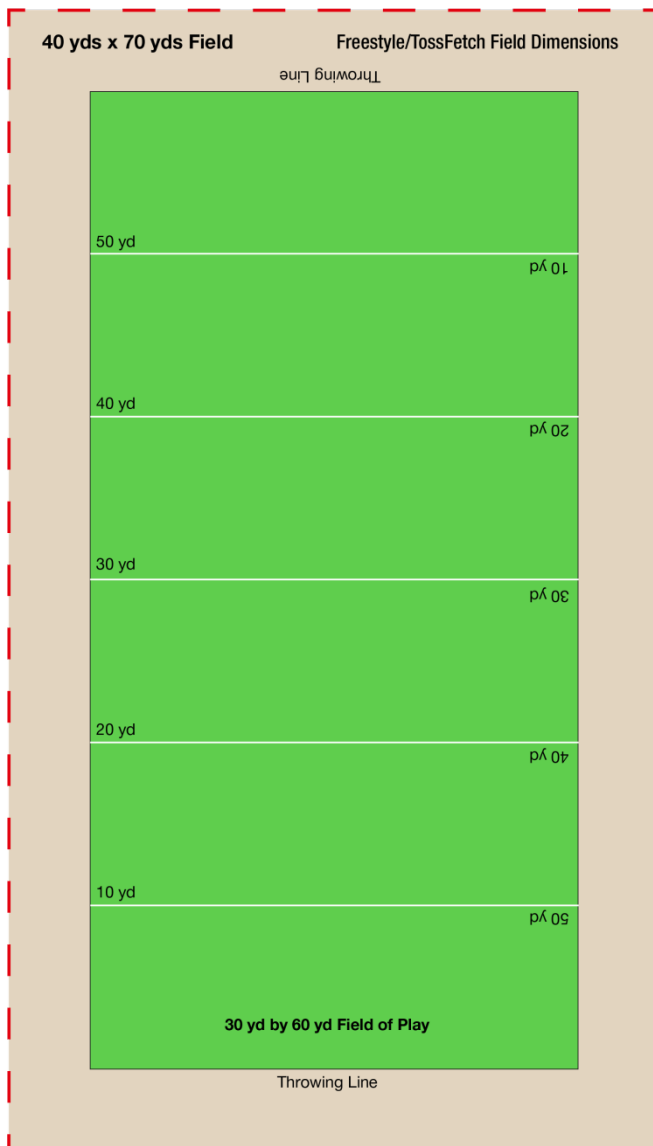 40 yds x 70 yds Field
Freestyle/TossFetch Field Dimensions
Throwing Line
50 yd
10 yd
40 yd
20 yd
30 yd
30 yd
20 yd
40 yd
10 yd
50 yd
30 yd by 60 yd Field of Play
Throwing Line